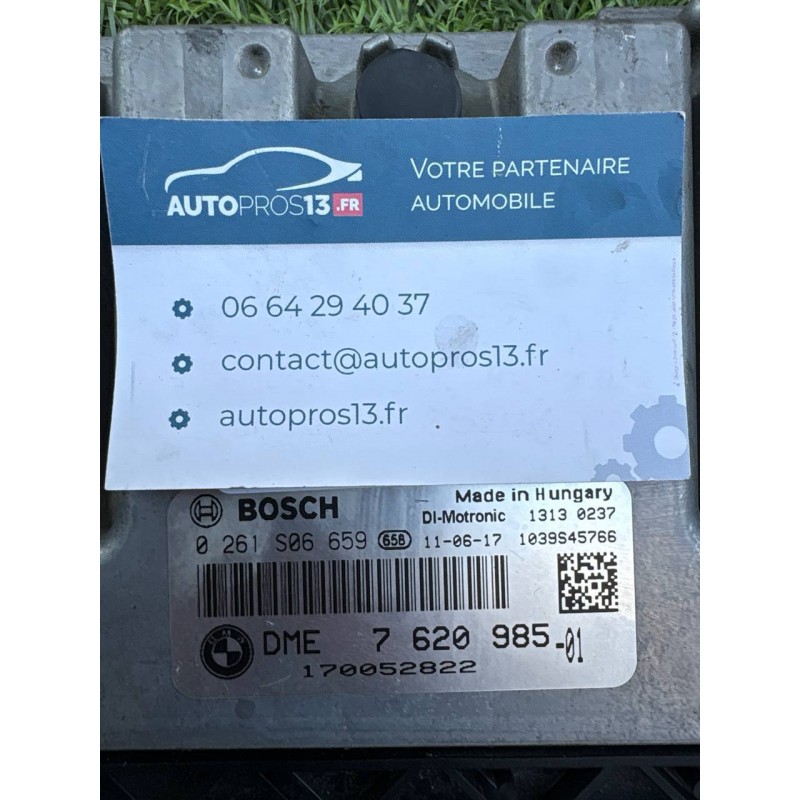 VOTRE PARTENAIRE
AUTOMOBILE
AUTOPROS13.FR
06 64 29 40 37
contact@autopros13.fr
autopros13.fr
BOSCH
Made in Hungary
DI-Motronic 1313 0237
0 261 S06 659 658 11-06-17 1039S45766
BMW
DME 7 620 985-01
170052822